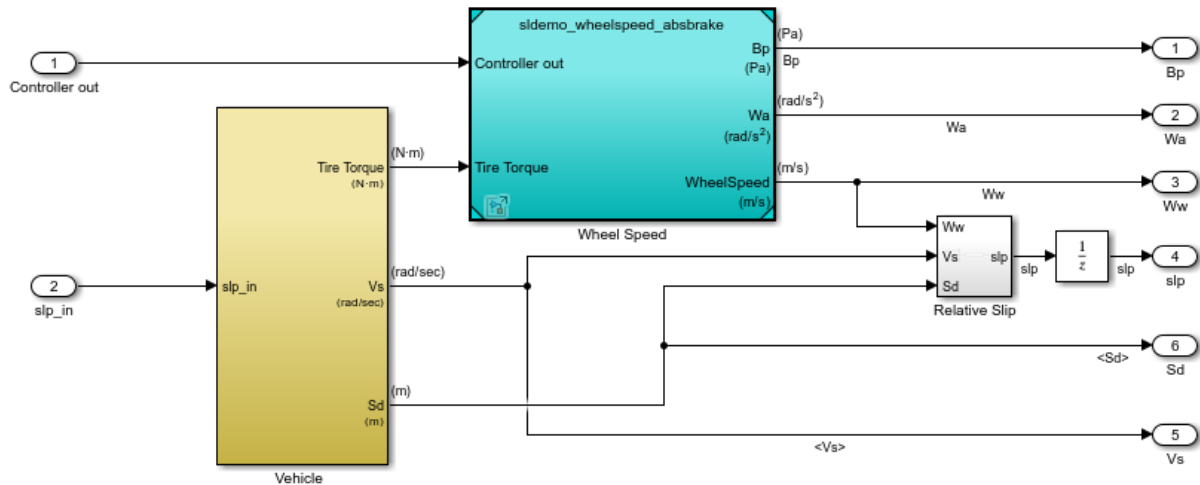 sldemo_wheelspeed_absbrake
1
Controller out
Controller out
Bp
(Pa)
(Pa)
Bp
1
Bp
Wa
(rad/s²)
(rad/s²)
Wa
2
Wa
Tire Torque
(N·m)
(N·m)
Tire Torque
WheelSpeed
(m/s)
(m/s)
Ww
3
Ww
Wheel Speed
2
slp_in
slp_in
Vs
(rad/sec)
(rad/sec)
Ww
Vs
Sd
slp
Relative Slip
slp
1
z
slp
4
slp
Sd
(m)
(m)
<Sd>
6
Sd
<Vs>
5
Vs
Vehicle